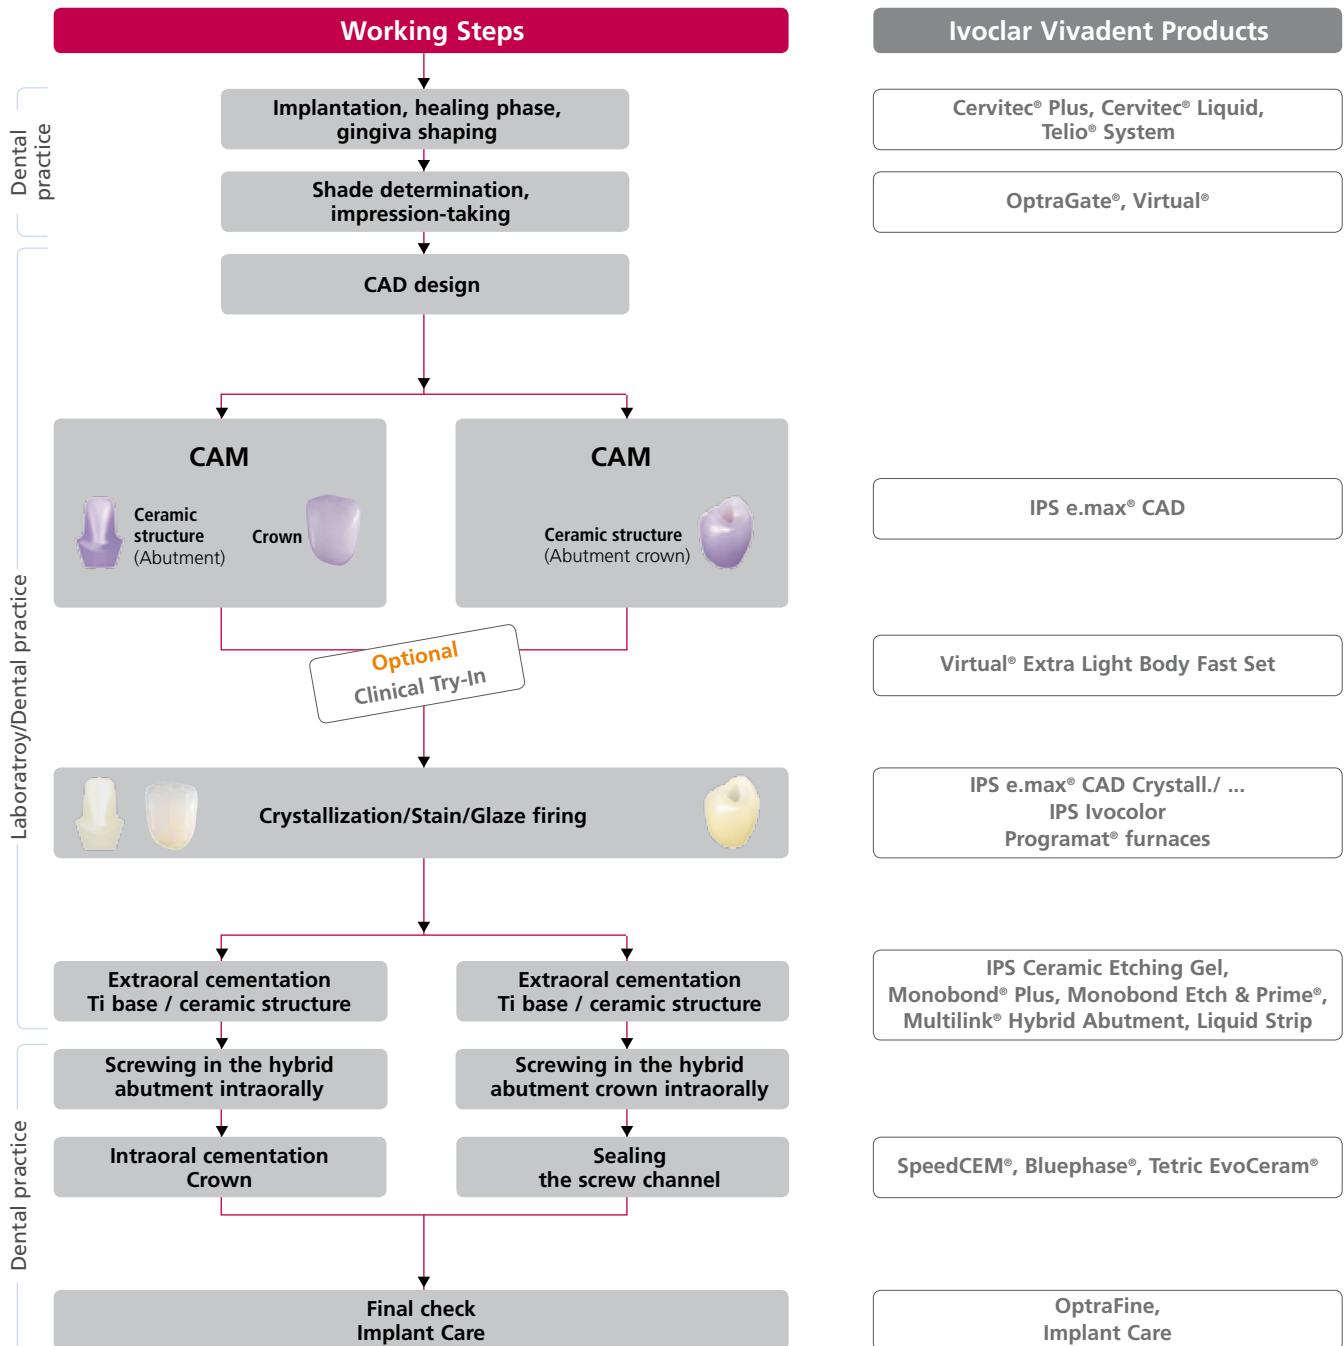 Working Steps
Ivoclar Vivadent Products
Dental
practice
Implantation, healing phase,
gingiva shaping
Cervitec® Plus, Cervitec® Liquid,
Telio® System
Shade determination,
impression-taking
OptraGate®, Virtual®
Laboratroy/Dental practice
CAD design
CAM
Ceramic
structure
(Abutment)
Crown
CAM
Ceramic structure
(Abutment crown)
IPS e.max® CAD
Optional
Clinical Try-In
Virtual® Extra Light Body Fast Set
Crystallization/Stain/Glaze firing
IPS e.max® CAD Crystall./ ...
IPS Ivocolor
Programat® furnaces
Extraoral cementation
Ti base / ceramic structure
Extraoral cementation
Ti base / ceramic structure
IPS Ceramic Etching Gel,
Monobond® Plus, Monobond Etch & Prime®,
Multilink® Hybrid Abutment, Liquid Strip
Dental practice
Screwing in the hybrid
abutment intraorally
Screwing in the hybrid
abutment crown intraorally
Intraoral cementation
Crown
Sealing
the screw channel
SpeedCEM®, Bluephase®, Tetric EvoCeram®
Final check
Implant Care
OptraFine,
Implant Care